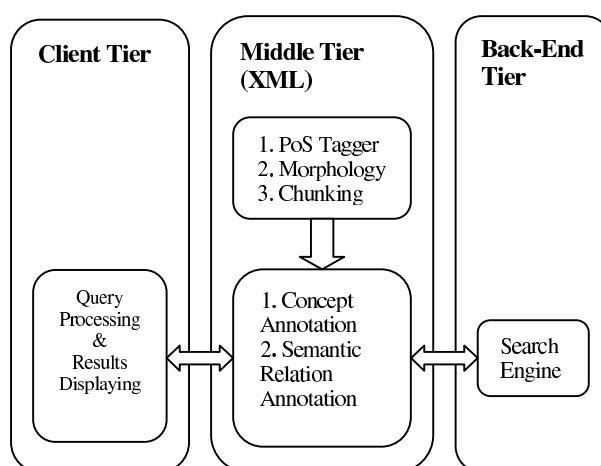 Client Tier
Middle Tier
(XML)
Back-End
Tier
1. PoS Tagger
2. Morphology
3. Chunking
Query
Processing
&
Results
Displaying
1. Concept
Annotation
2. Semantic
Relation
Annotation
Search
Engine